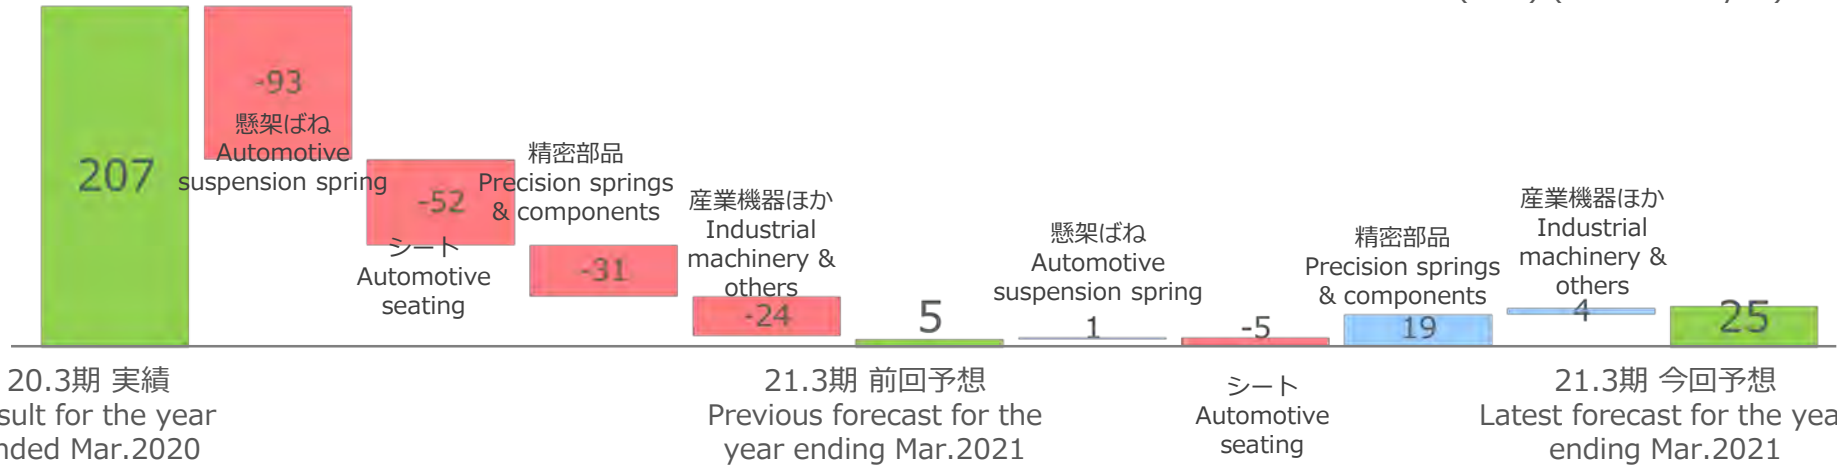 207
-93
懸架ばね
Automotive
suspension spring
-52
シート
Automotive
seating
精密部品
Precision springs
& components
-31
産業機器ほか
Industrial
machinery &
others
-24
5
懸架ばね
Automotive
suspension spring
1
-5
精密部品
Precision springs
& components
19
産業機器ほか
Industrial
machinery &
others
4
25
20.3期 実績
sult for the year
nded Mar.2020
21.3期 前回予想
Previous forecast for the
year ending Mar.2021
シート
Automotive
seating
21.3期 今回予想
Latest forecast for the yea
ending Mar.2021